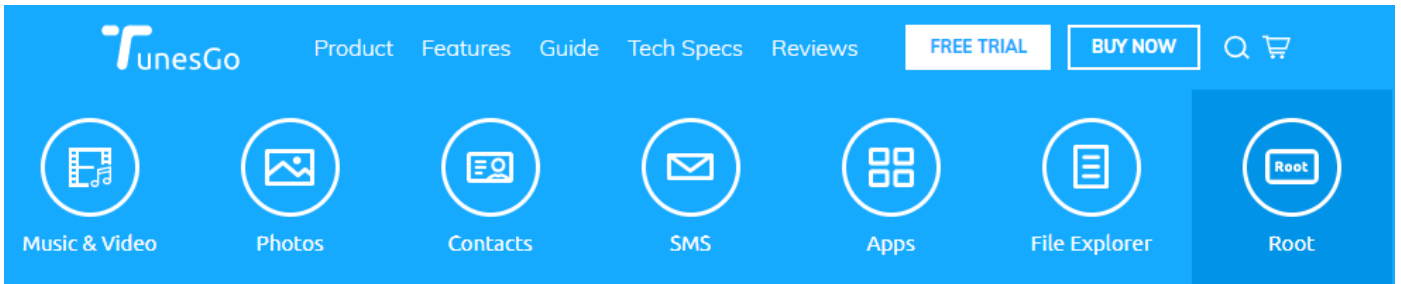 TunesGo Product Features Guide Tech Specs Reviews FREE TRIAL BUY NOW
Root
Music & Video Photos Contacts SMS Apps File Explorer Root